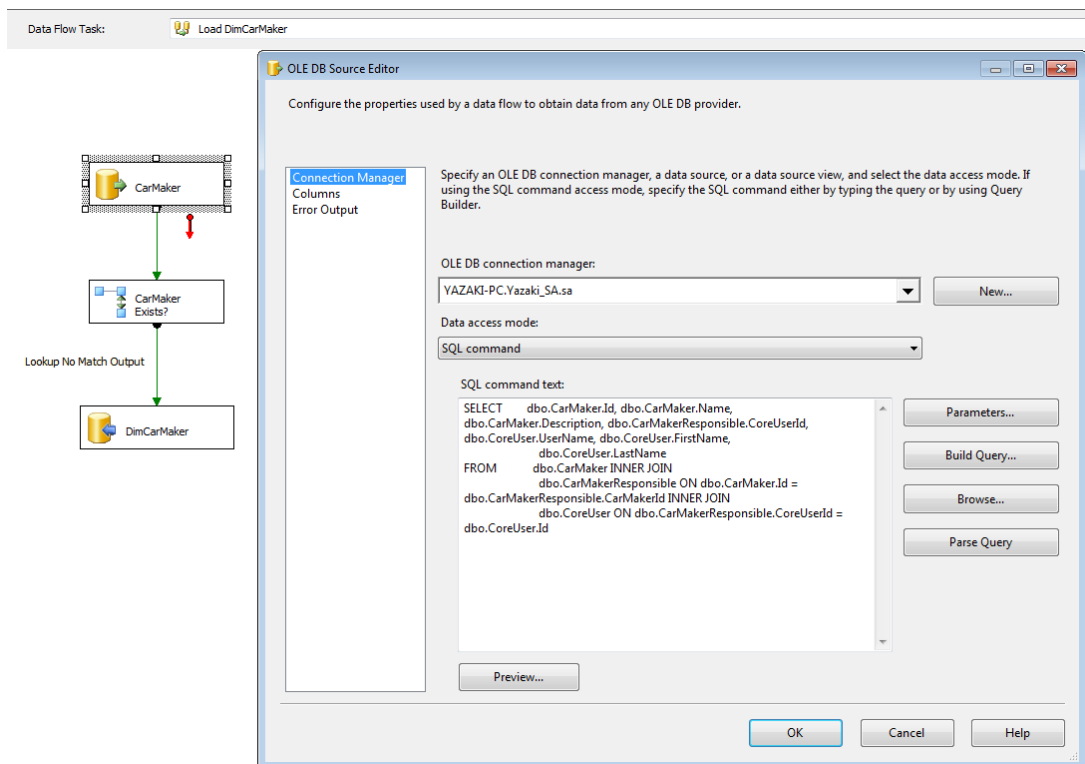 Data Flow Task: Load DimCarMaker
OLE DB Source Editor
Configure the properties used by a data flow to obtain data from any OLE DB provider.
CarMaker
CarMaker
Exists?
Lookup No Match Output
DimCarMaker
Connection Manager
Columns
Error Output
Specify an OLE DB connection manager, a data source, or a data source view, and select the data access mode. If
using the SQL command access mode, specify the SQL command either by typing the query or by using Query
Builder.
OLE DB connection manager:
YAZAKI-PC.Yazaki_SA.sa
New...
Data access mode:
SQL command
SQL command text:
SELECT dbo.CarMaker.Id, dbo.CarMaker.Name,
dbo.CarMaker.Description, dbo.CarMakerResponsible.CoreUserId,
dbo.CoreUser.UserName, dbo.CoreUser.FirstName,
dbo.CoreUser.LastName
FROM dbo.CarMaker INNER JOIN
dbo.CarMakerResponsible ON dbo.CarMaker.Id =
dbo.CarMakerResponsible.CarMakerId INNER JOIN
dbo.CoreUser ON dbo.CarMakerResponsible.CoreUserId =
dbo.CoreUser.Id
Parameters...
Build Query...
Browse...
Parse Query
Preview...
OK
Cancel
Help